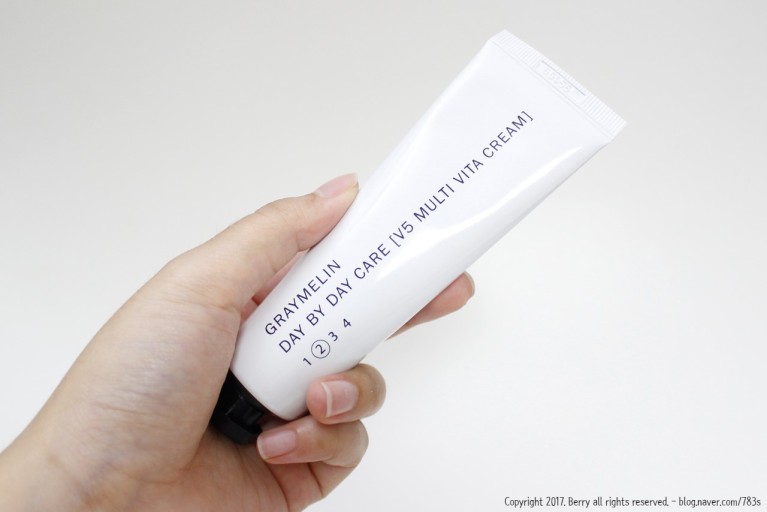 GRAYMELIN
DAY BY DAY CARE [V5 MULTI VITA CREAM]
1 2 3 4
Copyright 2017. Berry all rights reserved. - blog.naver.com/783s